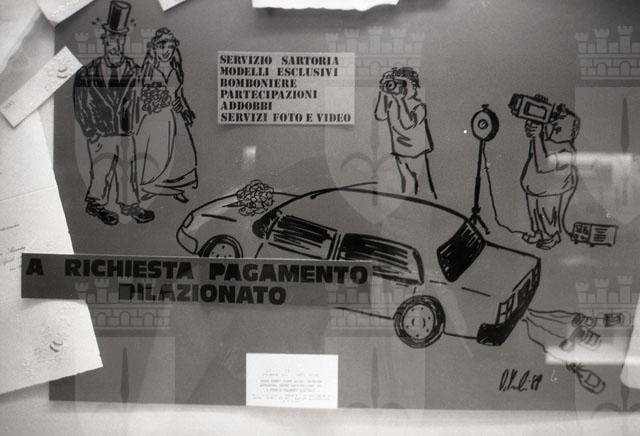 SERVIZIO SARTORIA
MODELLI ESCLUSIVI
BOMBONIERE
PARTECIPAZIONI
ADDOBBI
SERVIZI FOTO E VIDEO
A RICHIESTA PAGAMENTO
DILAZIONATO